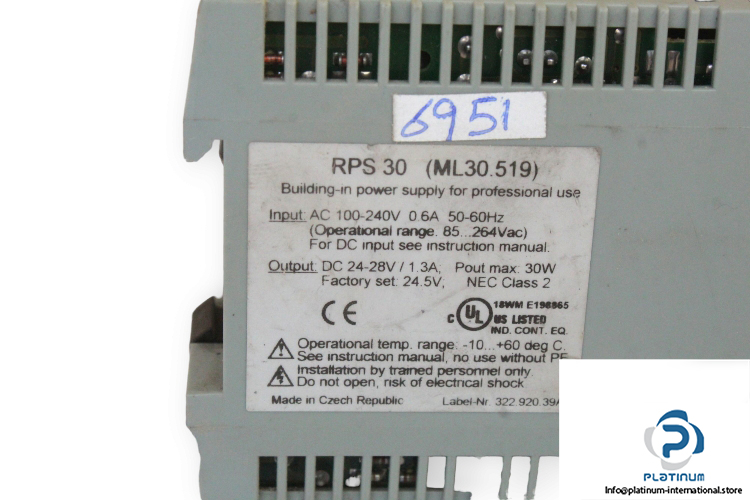 6951
RPS 30 (ML30.519)
Building-in power supply for professional use
Input: AC 100-240V 0.6A 50-60Hz
(Operational range. 85...264Vac)
For DC input see instruction manual.
Output: DC 24-28V / 1.3A; Pout max: 30W
Factory set: 24.5V, NEC Class 2
CE
18WM E198865
C UL US LISTED
IND. CONT. EQ.
Operational temp. range. -10...+60 deg C.
See instruction manual, no use without PE
Installation by trained personnel only.
Do not open, risk of electrical shock
Made in Czech Republic Label-Nr. 322.920.39
PLATINUM
Info@platinum-international.store